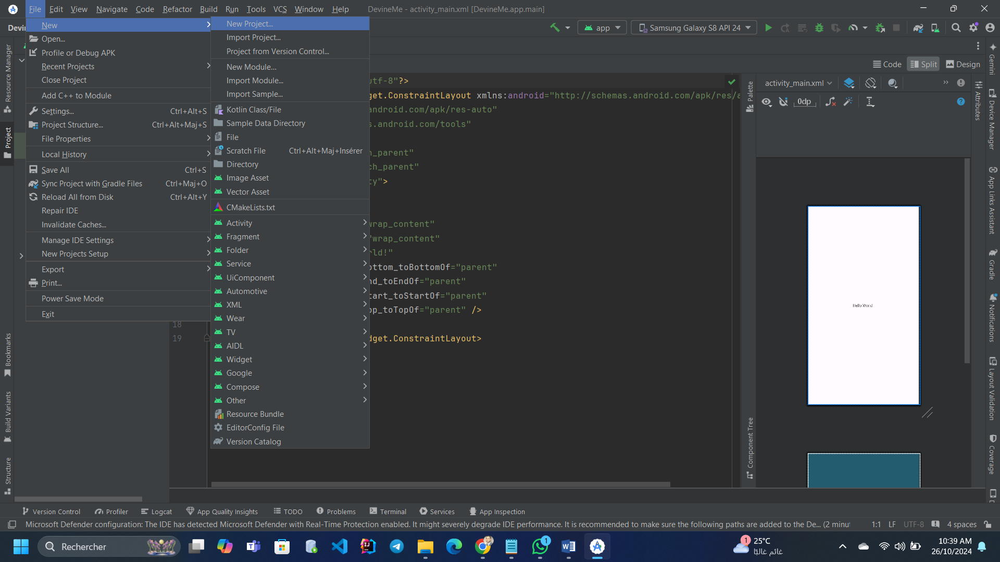 File Edit View Navigate Code Refactor Build Run Tools VCS Window Help DevineMe - activity_main.xml [DevineMe.app.main]
app Samsung Galaxy S8 API 24
New
Open...
Profile or Debug APK
Recent Projects
Close Project
Add C++ to Module
Settings... Ctrl+Alt+S
Project Structure... Ctrl+Alt+Maj+S
File Properties
Local History
Save All Ctrl+S
Sync Project with Gradle Files Ctrl+Maj+O
Reload All from Disk Ctrl+Alt+Y
Repair IDE
Invalidate Caches...
Manage IDE Settings
New Projects Setup
Export
Print...
Power Save Mode
Exit
New Project...
Import Project...
Project from Version Control...
New Module...
Import Module...
Import Sample...
Kotlin Class/File
Sample Data Directory
File
Scratch File Ctrl+Alt+Maj+Insérer
Directory
Image Asset
Vector Asset
CMakeLists.txt
Activity
Fragment
Folder
Service
UiComponent
Automotive
XML
Wear
TV
AIDL
Widget
Google
Compose
Other
Resource Bundle
EditorConfig File
Version Catalog
utf-8"?>
get.ConstraintLayout xmlns:android="http://schemas.android.com/apk/res/a
android.com/apk/res-auto"
s.android.com/tools"
_parent"
ch_parent"
ty">
wrap_content"
"wrap_content"
rld!"
ottom_toBottomOf="parent"
nd_toEndOf="parent"
tart_toStartOf="parent"
op_toTopOf="parent" />
18
19 dget.ConstraintLayout>
Code Split Design
activity_main.xml
0dp
Hello World!
Resource Manager
Project
Bookmarks
Build Variants
Structure
Palette
Component Tree
Attributes
Gemini
Device Manager
App Links Assistant
Gradle
Notifications
Layout Validation
Coverage
Version Control Profiler Logcat App Quality Insights TODO Problems Terminal Services App Inspection
Microsoft Defender configuration: The IDE has detected Microsoft Defender with Real-Time Protection enabled. It might severely degrade IDE performance. It is recommended to make sure the following paths are added to the De... (2 minut 1:1 LF UTF-8 4 spaces
Rechercher
1
1
25°C
غائم غالبًا
10:39 AM
26/10/2024